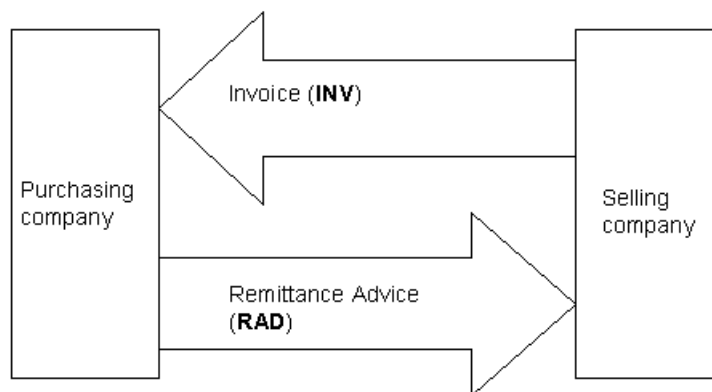 Invoice (INV)
Purchasing
company
Selling
company
Remittance Advice
(RAD)